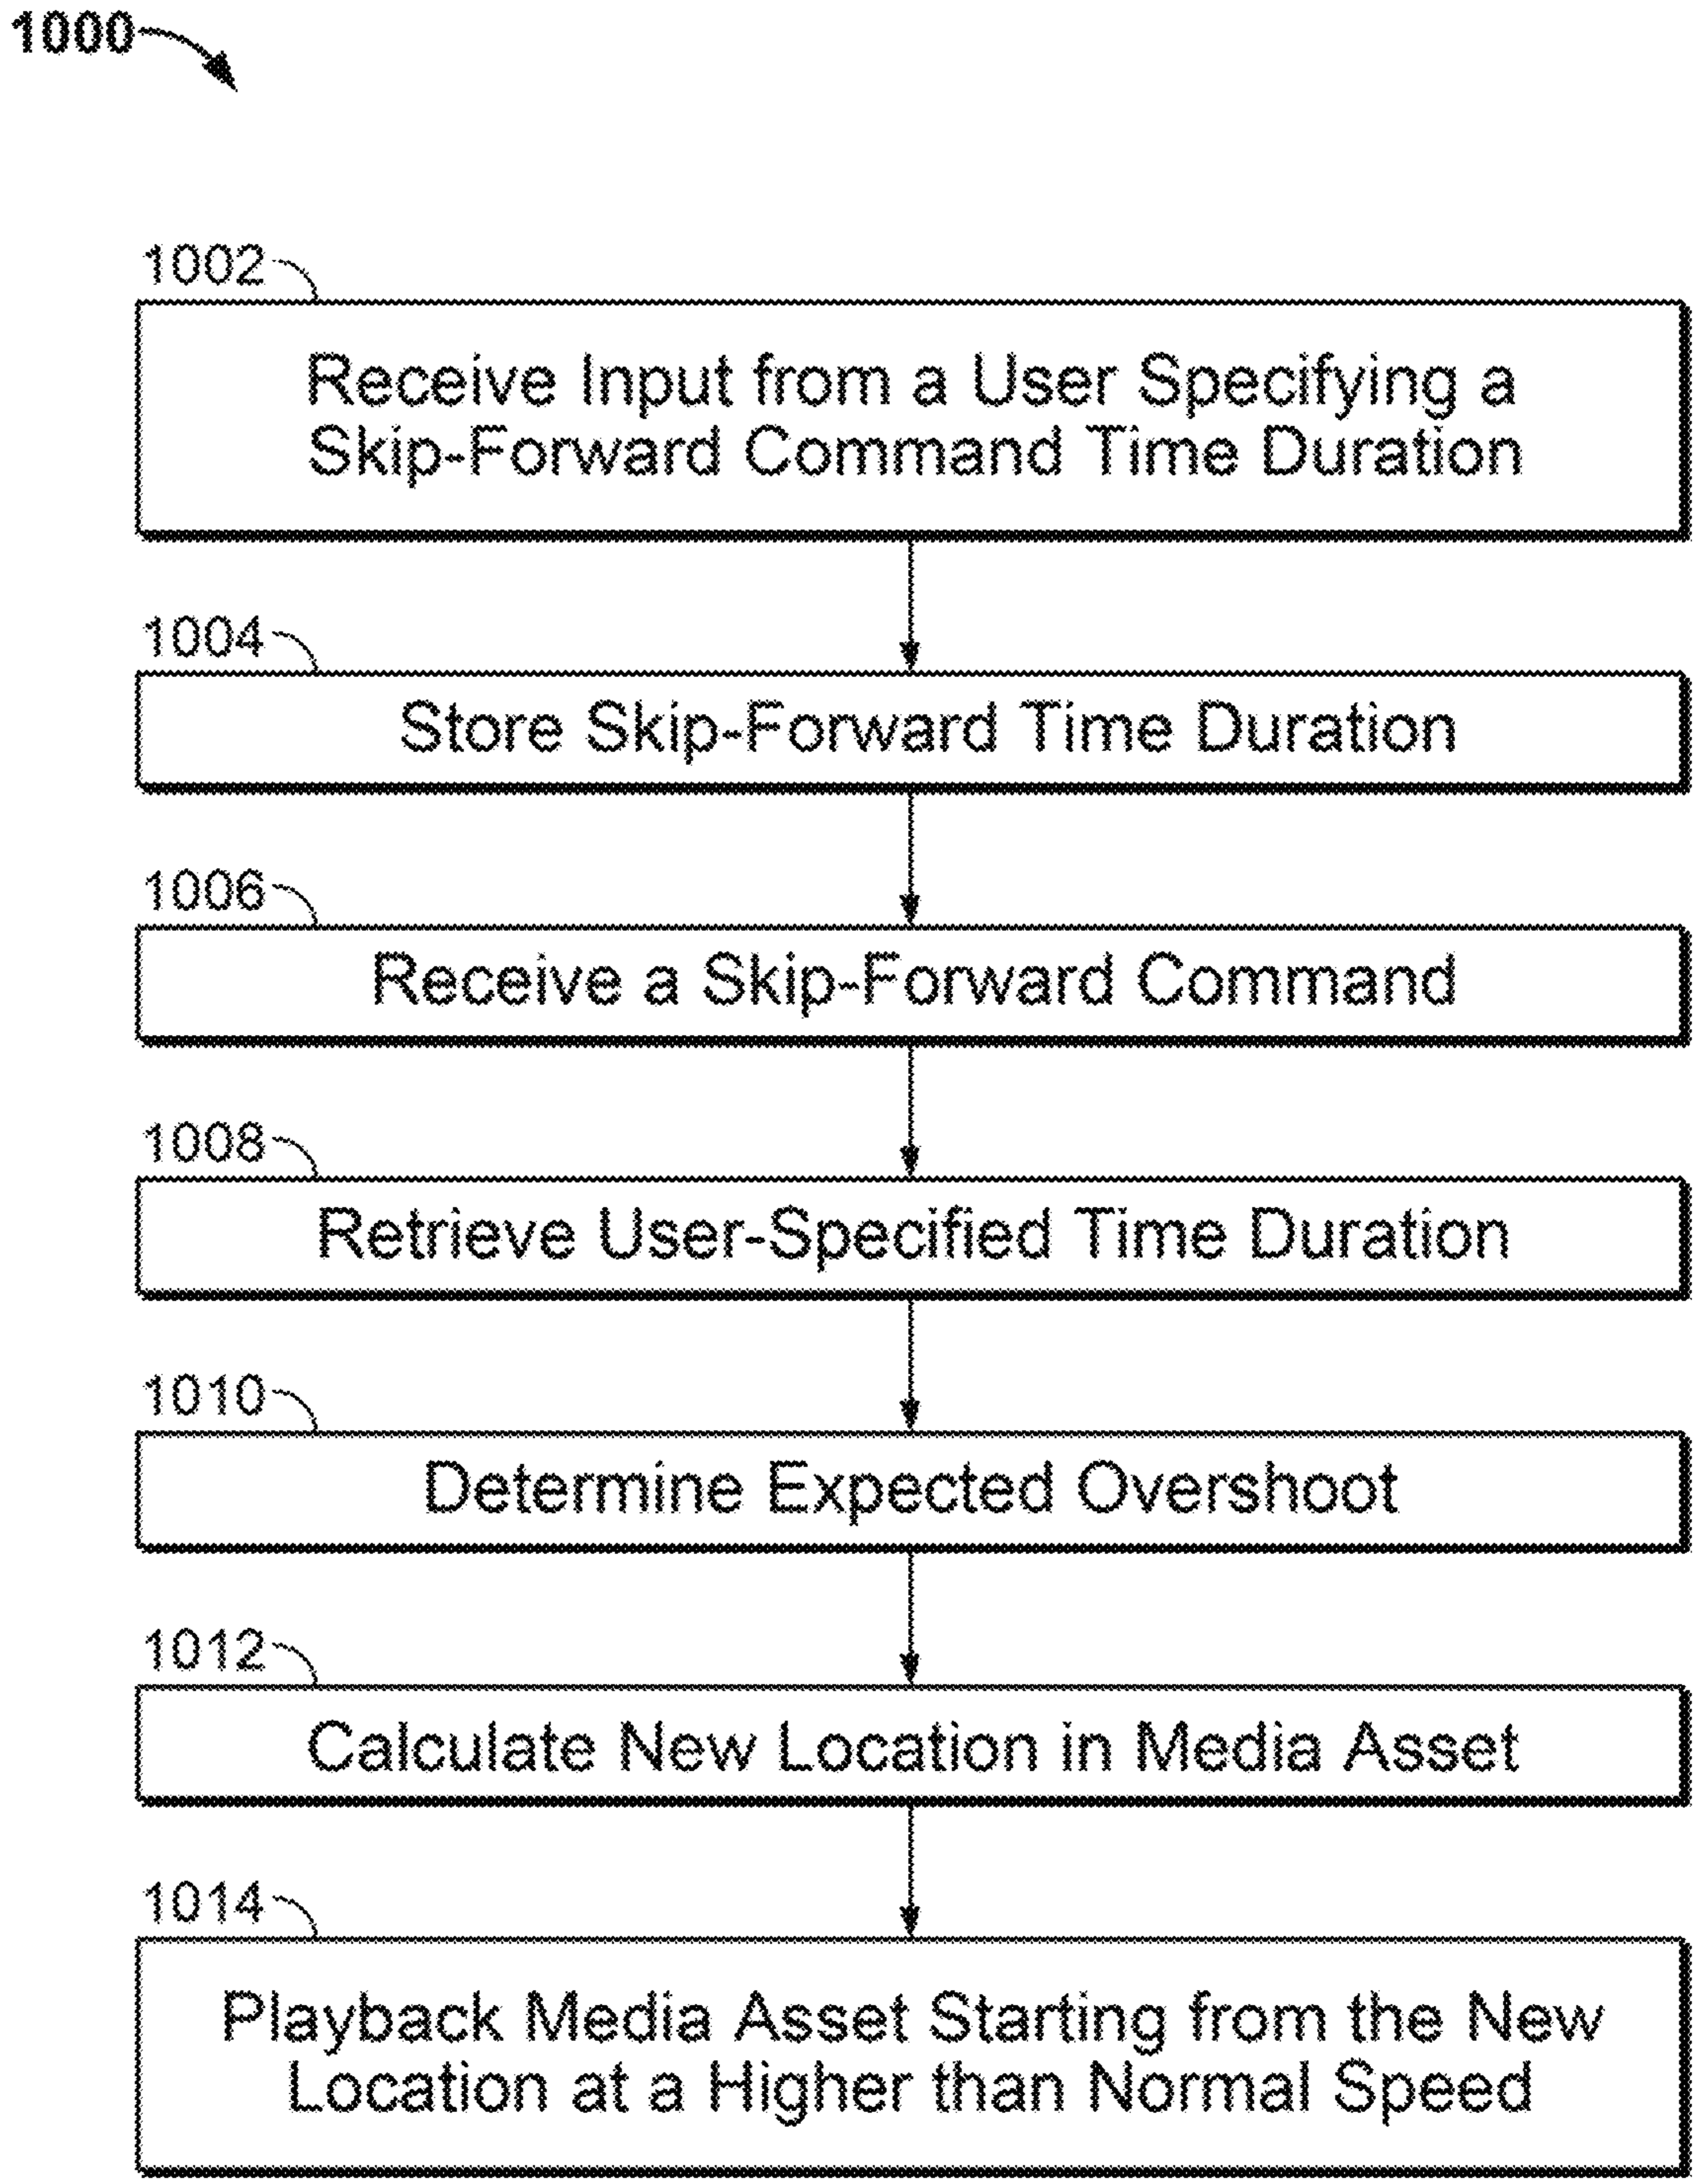 1000
1002
Receive Input from a User Specifying a
Skip-Forward Command Time Duration
1004
Store Skip-Forward Time Duration
1006
Receive a Skip-Forward Command
1008
Retrieve User-Specified Time Duration
1010
Determine Expected Overshoot
1012
Calculate New Location in Media Asset
1014
Playback Media Asset Starting from the New
Location at a Higher than Normal Speed